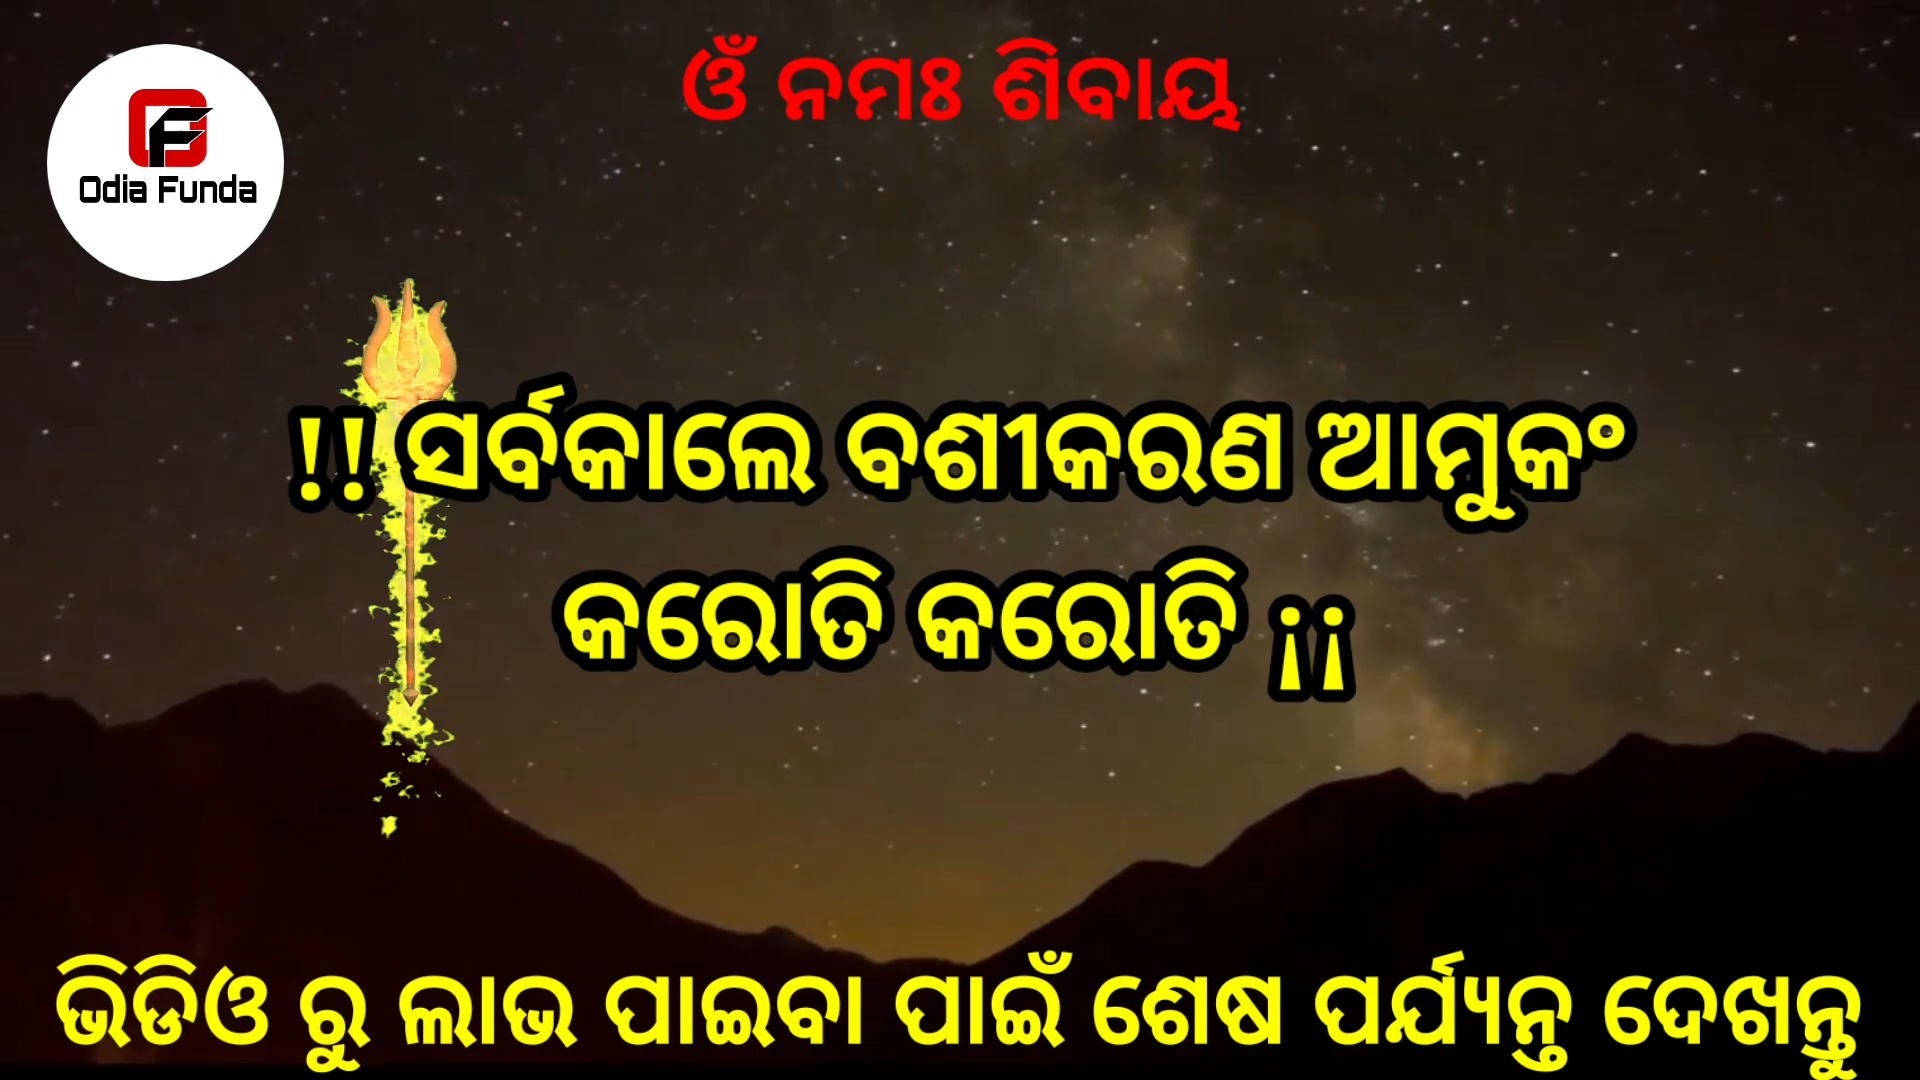 ଓଁ ନମଃ ଶିବାୟ
Odia Funda
!! ସର୍ବକାଲେ ବଶୀକରଣ ଆମୁକଂ
କରୋତି କରୋତି ¡¡
ଭିଡିଓ ରୁ ଲାଭ ପାଇବା ପାଇଁ ଶେଷ ପର୍ଯ୍ୟନ୍ତ ଦେଖନ୍ତୁ